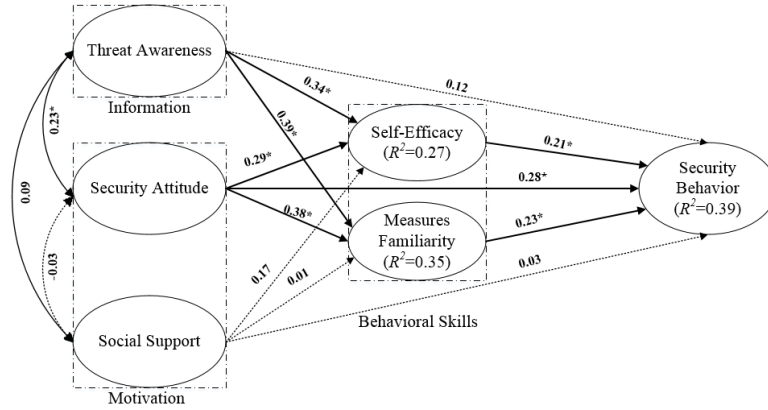 Threat Awareness
Information
0.23*
0.09
Security Attitude
-0.03
Social Support
Motivation
0.34*
0.39*
0.12
0.29*
0.38*
0.28*
0.17
0.01
0.03
Self-Efficacy
(R²=0.27)
Measures
Familiarity
(R²=0.35)
Behavioral Skills
0.21*
0.23*
Security
Behavior
(R²=0.39)